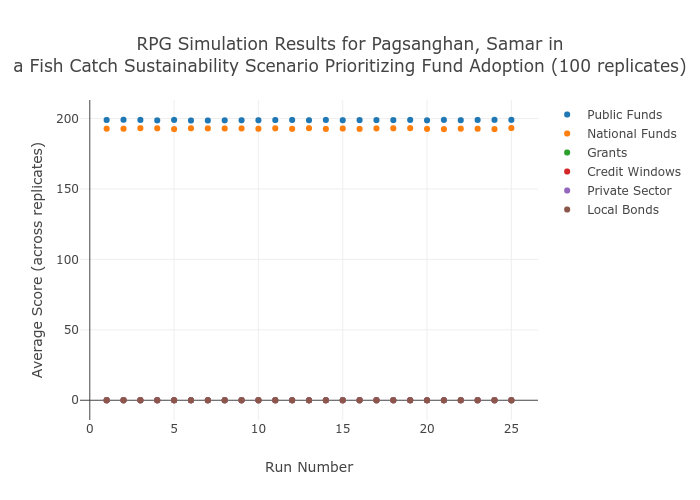 RPG Simulation Results for Pagsanghan, Samar in
a Fish Catch Sustainability Scenario Prioritizing Fund Adoption (100 replicates)
Average Score (across replicates)
200
150
100
50
0
0 5 10 15 20 25
Run Number
Public Funds
National Funds
Grants
Credit Windows
Private Sector
Local Bonds